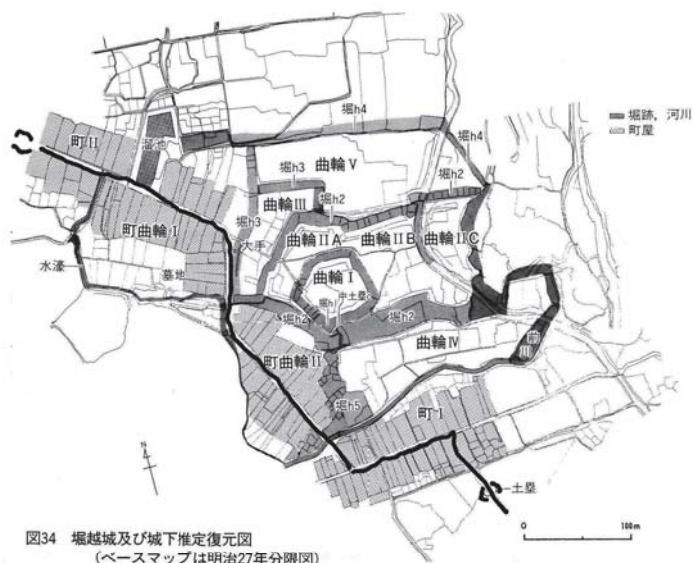 堀跡，河川
町屋
堀h4
町Ⅱ
溜池
堀h4
堀h3
曲輪Ⅴ
堀h2
曲輪Ⅲ
堀h2
堀h3
町曲輪Ⅰ
大手
曲輪ⅡA
曲輪ⅡB
曲輪ⅡC
曲輪Ⅰ
水濠
墓地
堀h1
中土塁
堀h2
堀h2
曲輪Ⅳ
前川
町曲輪Ⅱ
堀h5
町Ⅰ
N
土塁
0
100m
図34 堀越城及び城下推定復元図
(ベースマップは明治27年分限図)